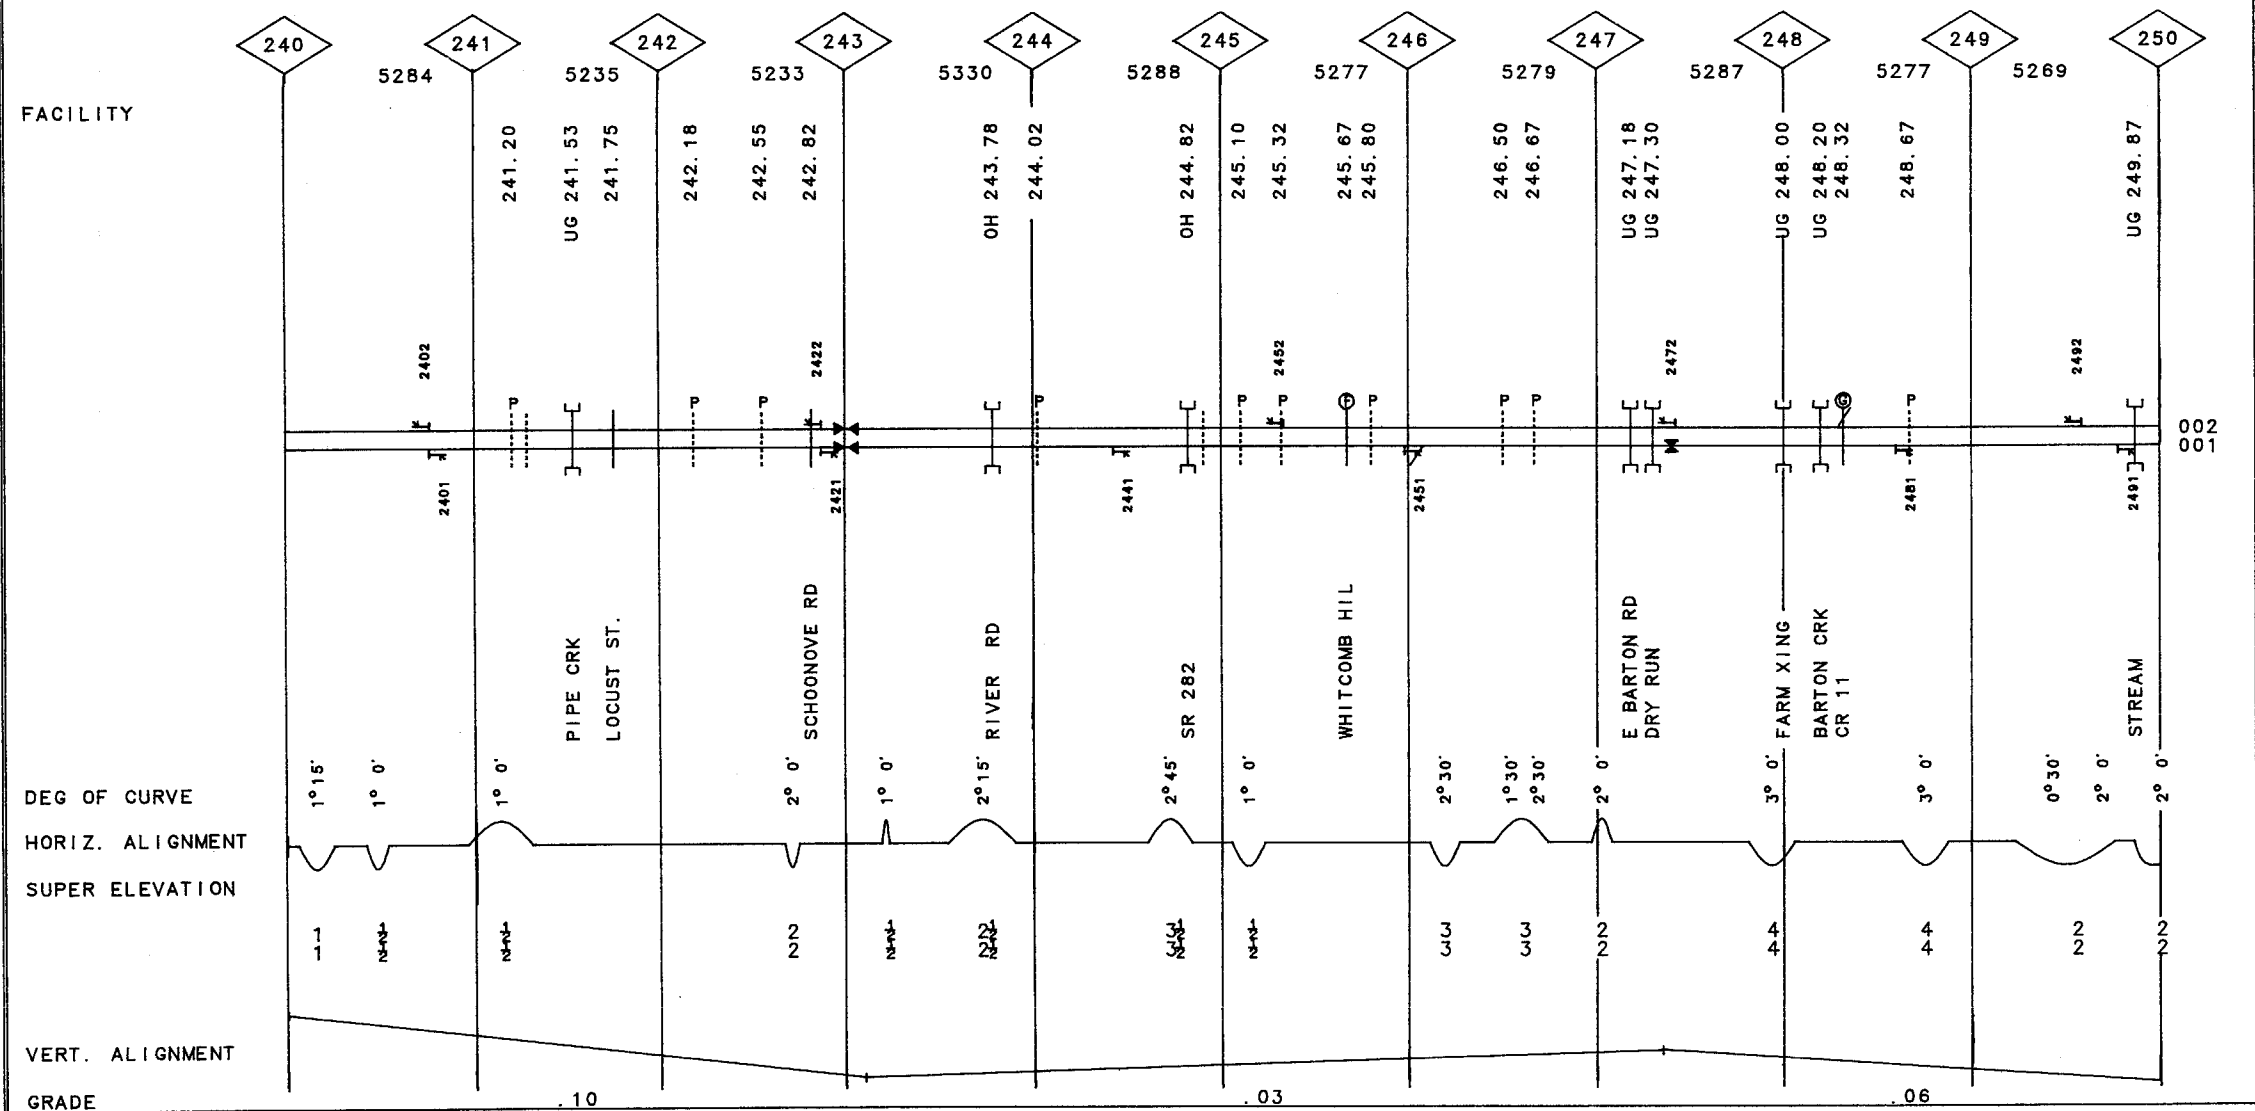 240 241 242 243 244 245 246 247 248 249 250
5284 5235 5233 5330 5288 5277 5279 5287 5277 5269
FACILITY
241.20
UG 241.53
241.75
242.18
242.55
242.82
OH 243.78
244.02
OH 244.82
245.10
245.32
245.67
245.80
246.50
246.67
UG 247.18
UG 247.30
UG 248.00
UG 248.20
248.32
248.67
UG 249.87
2402
2422
2452
2472
2492
P P P P P P P P P P P G P
002
001
2401
2421
2441
2451
2481
2491
PIPE CRK
LOCUST ST.
SCHOONOVE RD
RIVER RD
SR 282
WHITCOMB HIL
E BARTON RD
DRY RUN
FARM XING
BARTON CRK
CR 11
STREAM
DEG OF CURVE
1° 15'
1° 0'
1° 0'
2° 0'
1° 0'
2° 15'
2° 45'
1° 0'
2° 30'
1° 30'
2° 30'
2° 0'
3° 0'
3° 0'
0° 30'
2° 0'
2° 0'
HORIZ. ALIGNMENT
SUPER ELEVATION
1 2 3 3 2 4 4 2 2
1 2 3 3 2 4 4 2 2
VERT. ALIGNMENT
GRADE .10 .03 .06